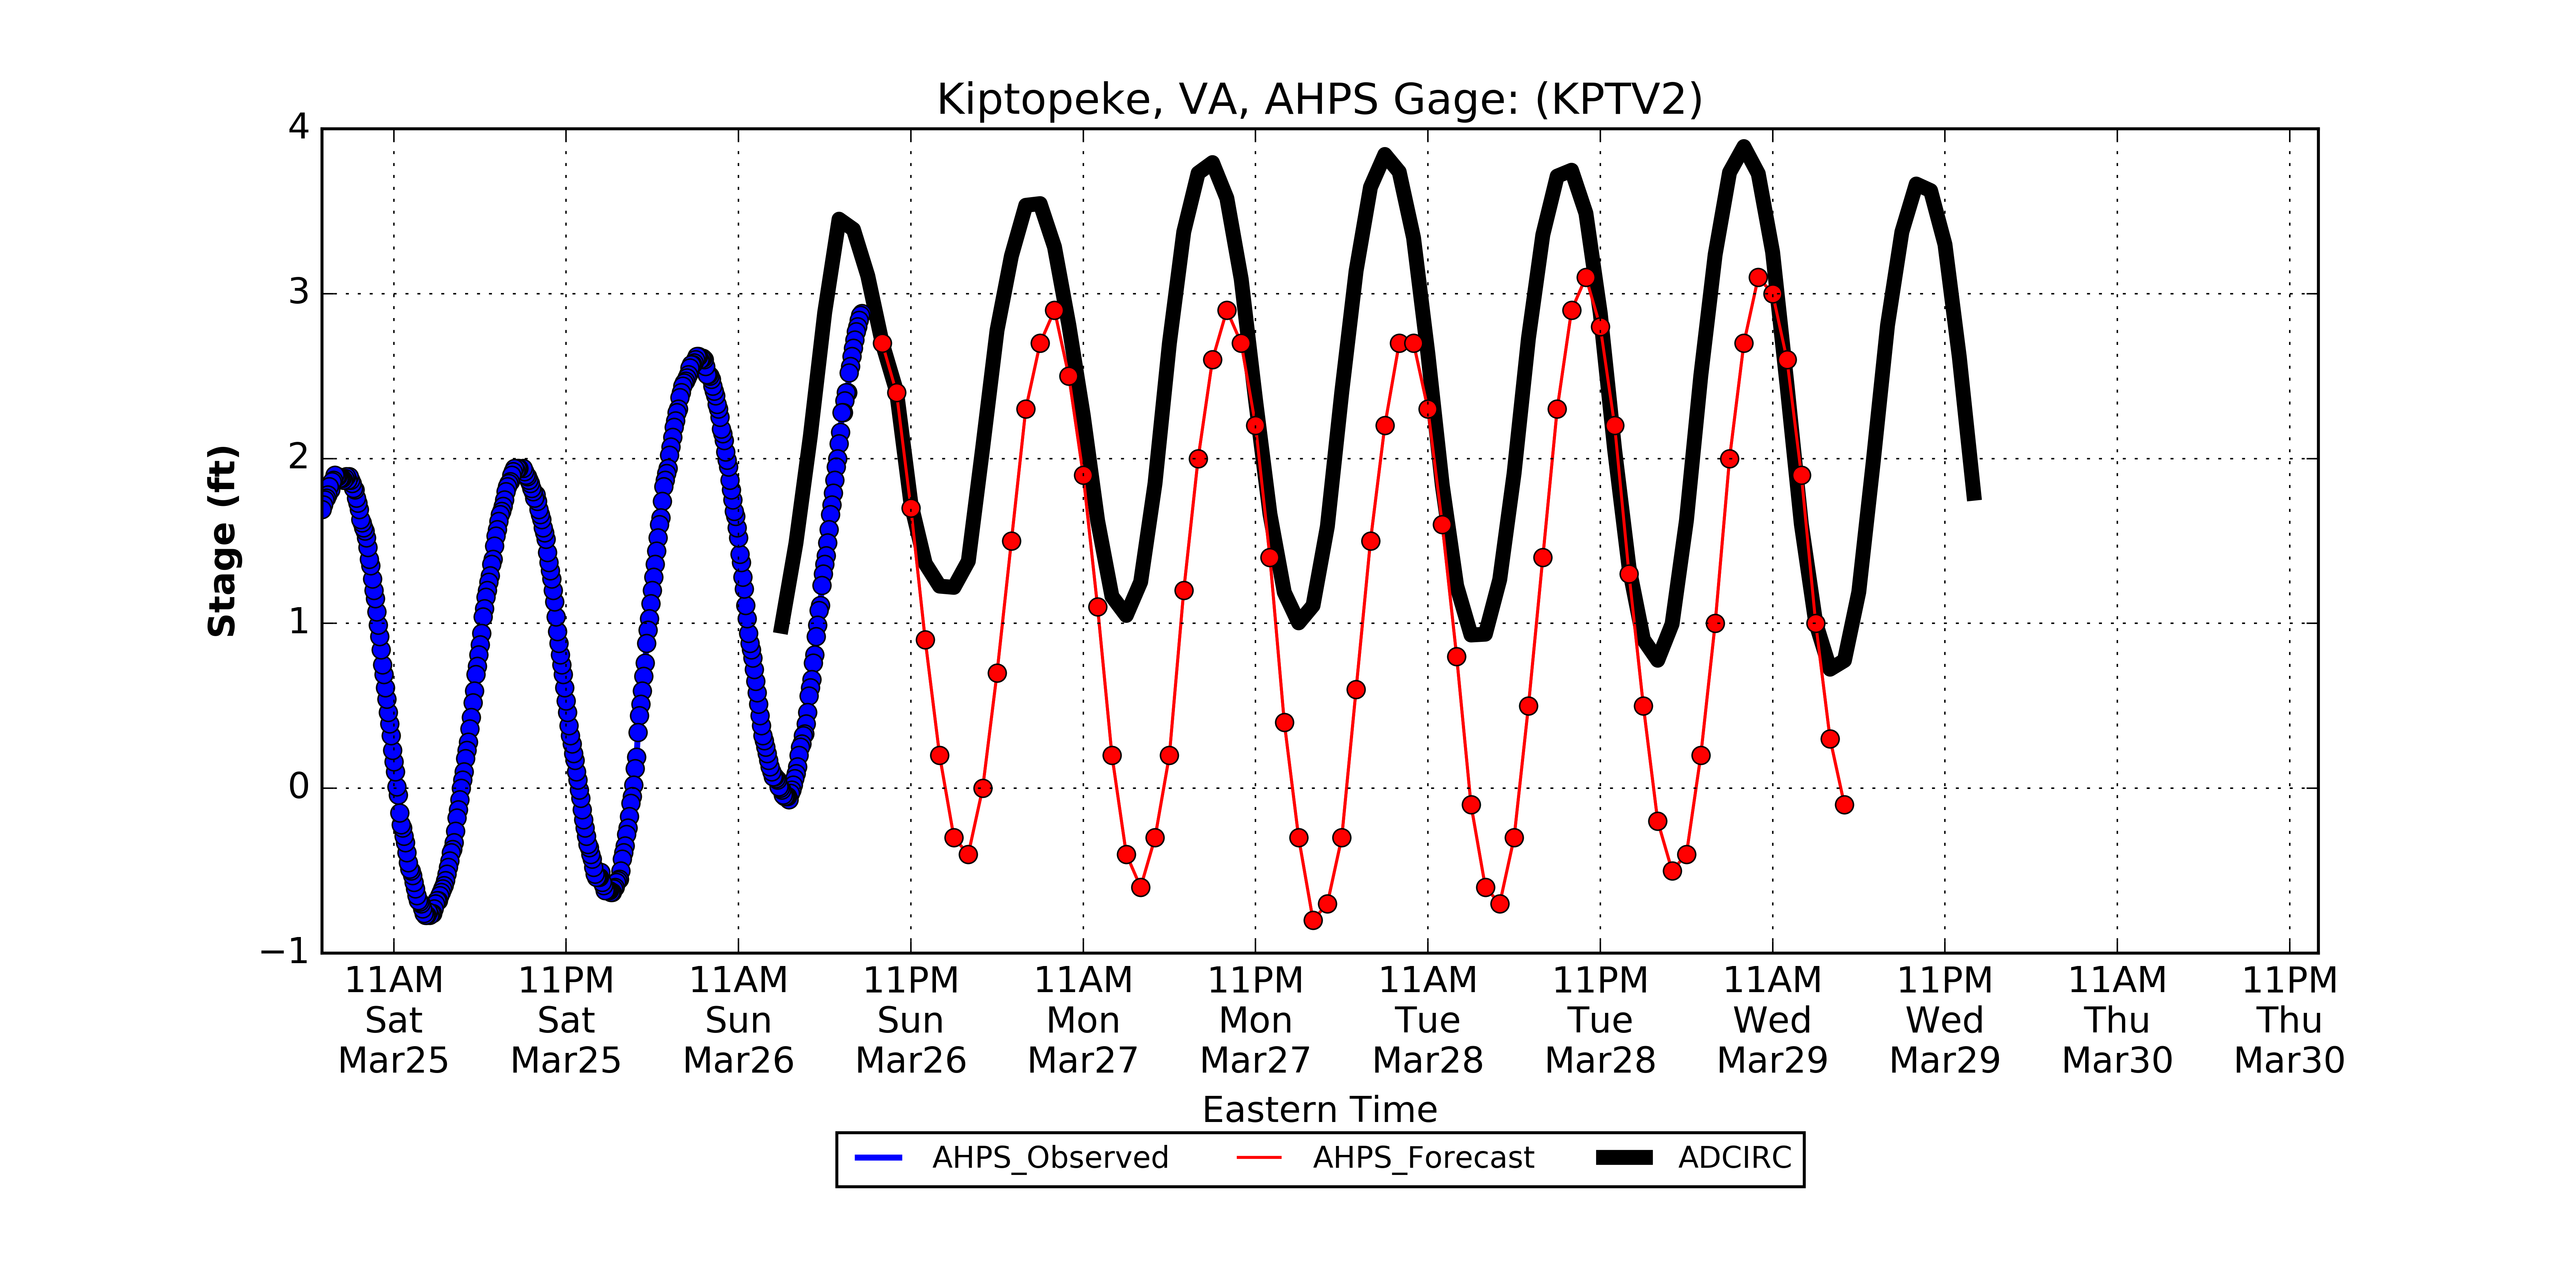 Kiptopeke, VA, AHPS Gage: (KPTV2)
4
3
2
1
0
−1
Stage (ft)
11AM 11PM 11AM 11PM 11AM 11PM 11AM 11PM 11AM 11PM 11AM 11PM
Sat Sat Sun Sun Mon Mon Tue Tue Wed Wed Thu Thu
Mar25 Mar25 Mar26 Mar26 Mar27 Mar27 Mar28 Mar28 Mar29 Mar29 Mar30 Mar30
Eastern Time
AHPS_Observed AHPS_Forecast ADCIRC